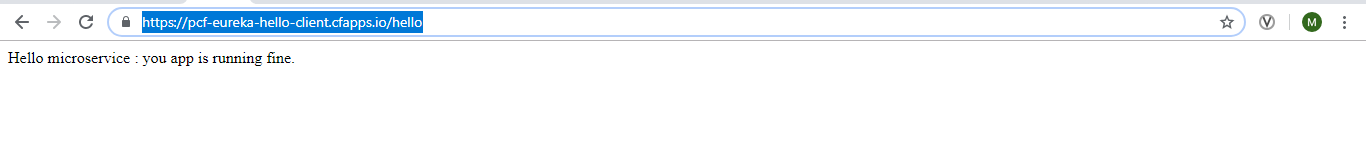 https://pcf-eureka-hello-client.cfapps.io/hello
V
M
Hello microservice : you app is running fine.